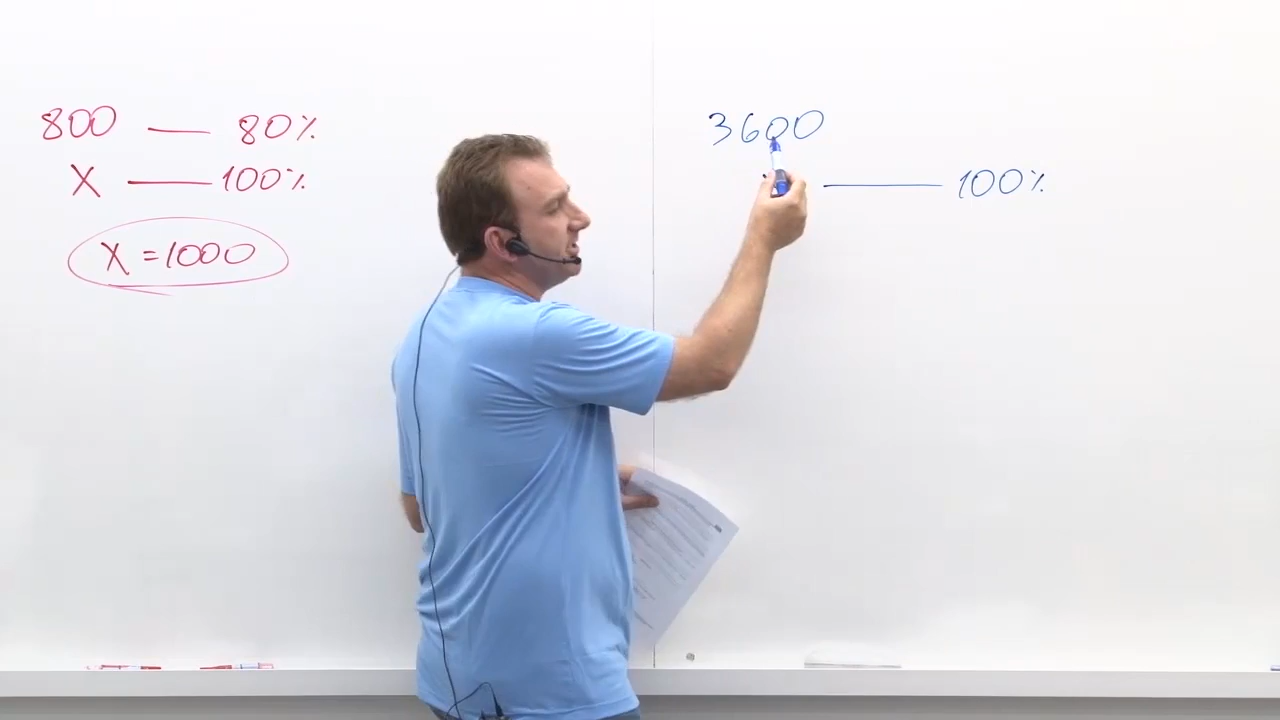 800 — 80%
X — 100%
X = 1000
3600
— 100%